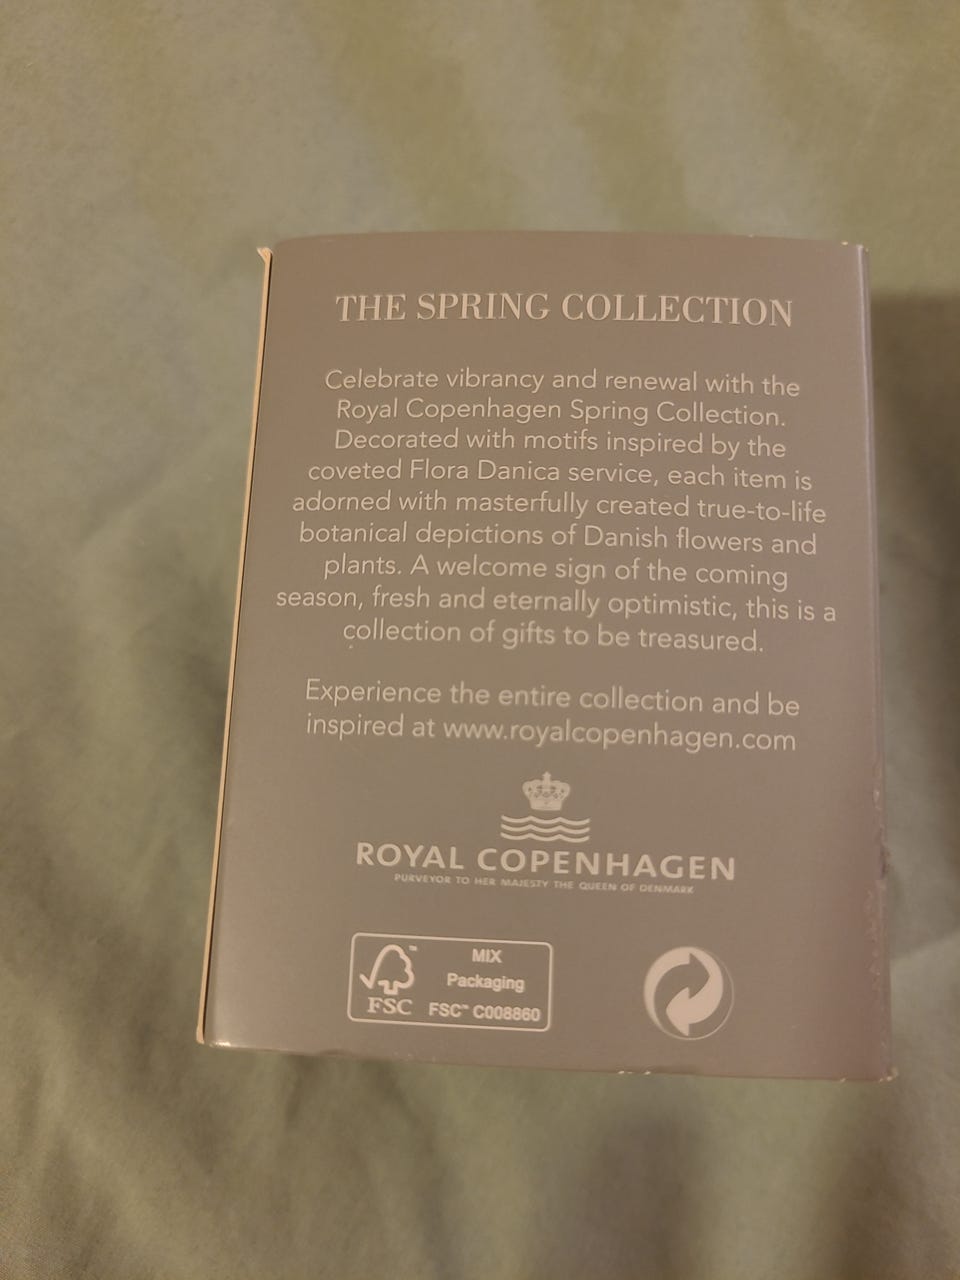 THE SPRING COLLECTION
Celebrate vibrancy and renewal with the
Royal Copenhagen Spring Collection.
Decorated with motifs inspired by the
coveted Flora Danica service, each item is
adorned with masterfully created true-to-life
botanical depictions of Danish flowers and
plants. A welcome sign of the coming
season, fresh and eternally optimistic, this is a
collection of gifts to be treasured.
Experience the entire collection and be
inspired at www.royalcopenhagen.com
ROYAL COPENHAGEN
PURVEYOR TO HER MAJESTY THE QUEEN OF DENMARK
MIX
Packaging
FSC™ C008860
™
FSC